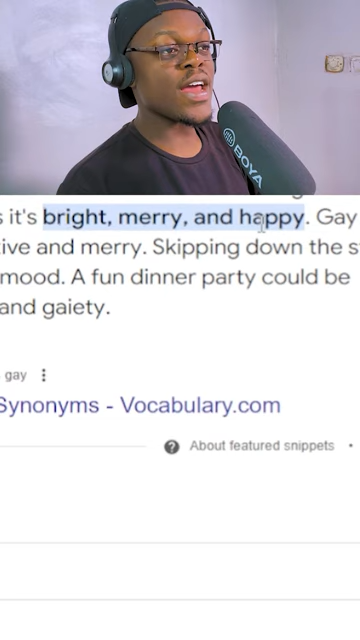 BOYA
s it's bright, merry, and happy. Gay
tive and merry. Skipping down the s
mood. A fun dinner party could be
and gaiety.
gay
Synonyms - Vocabulary.com
About featured snippets